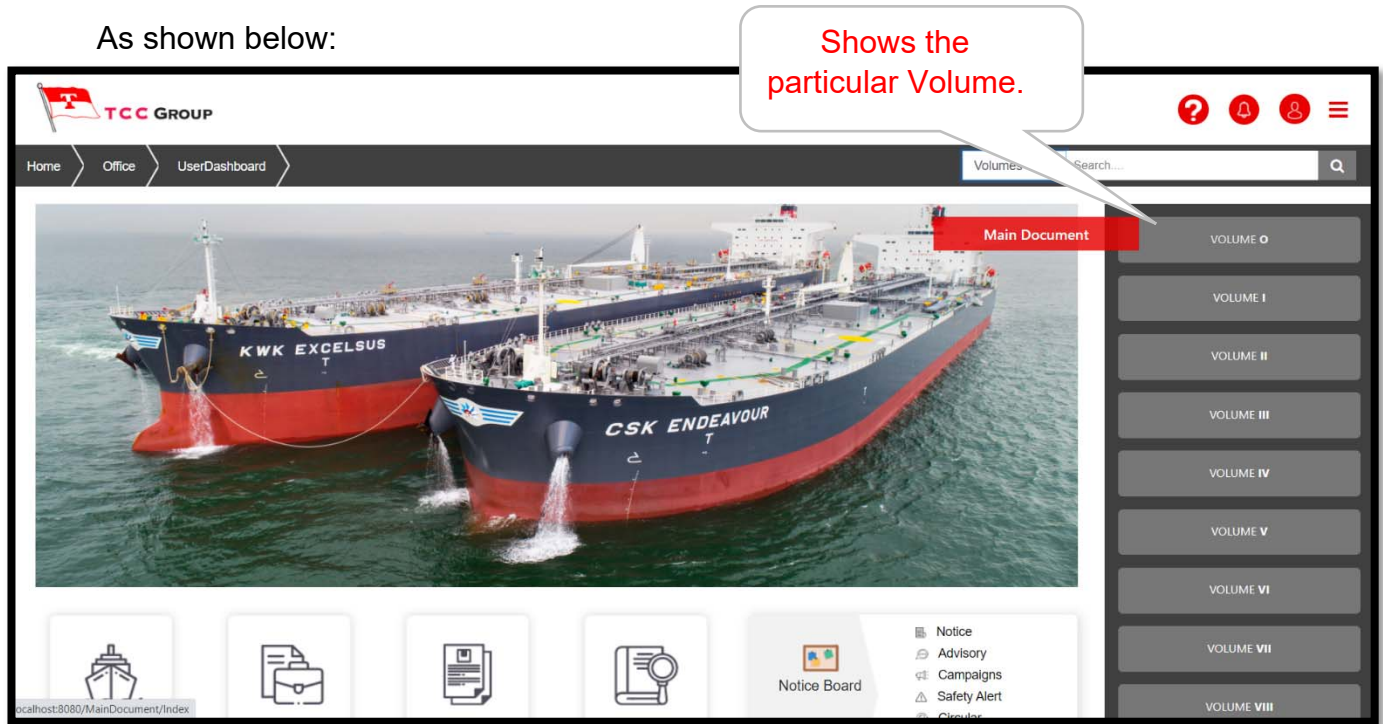 As shown below:
Shows the
particular Volume.
T
TCC GROUP
?
Home
Office
UserDashboard
Volumes
Search....
Main Document
VOLUME O
VOLUME I
VOLUME II
VOLUME III
VOLUME IV
VOLUME V
VOLUME VI
VOLUME VII
VOLUME VIII
KWK EXCELSUS
T
CSK ENDEAVOUR
T
Notice Board
Notice
Advisory
Campaigns
Safety Alert
Circular
ocalhost:8080/MainDocument/Index